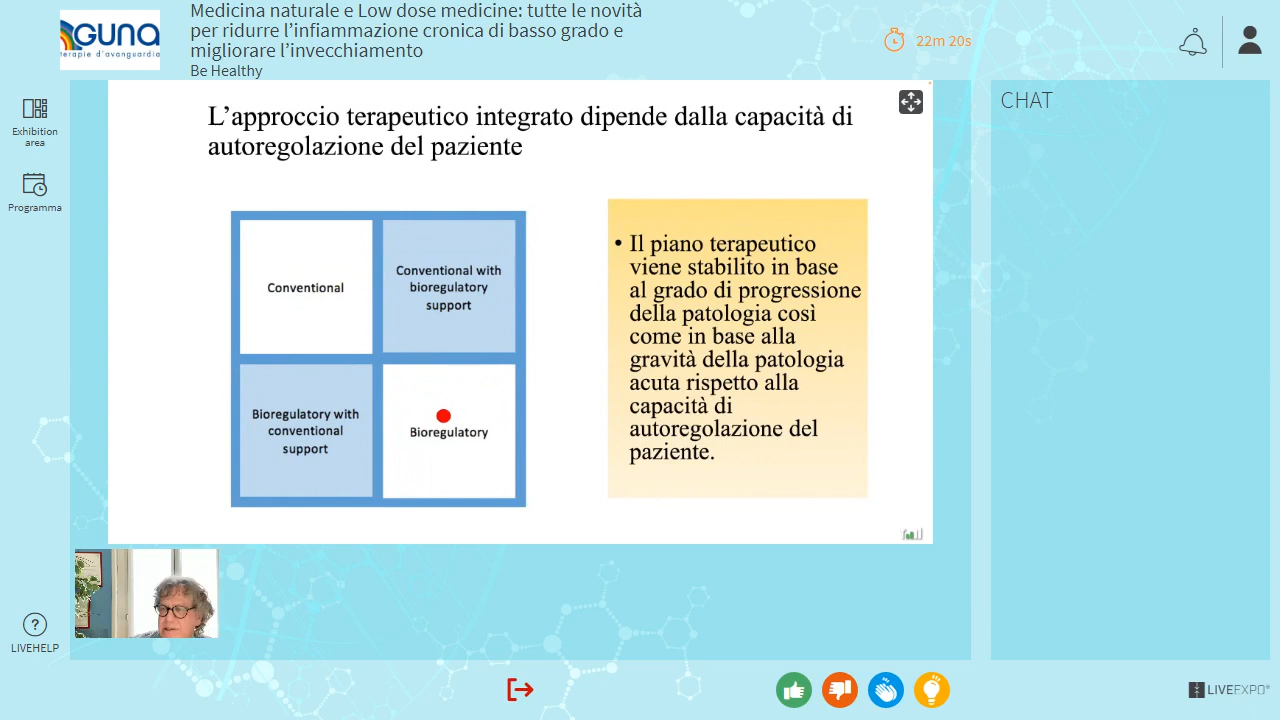 GUNA
terapie d'avanguardia
Medicina naturale e Low dose medicine: tutte le novità
per ridurre l'infiammazione cronica di basso grado e
migliorare l'invecchiamento
Be Healthy
22m 20s
Exhibition
area
Programma
LIVEHELP
L'approccio terapeutico integrato dipende dalla capacità di
autoregolazione del paziente
Conventional
Conventional with
bioregulatory
support
Bioregulatory with
conventional
support
Bioregulatory
• Il piano terapeutico
viene stabilito in base
al grado di progressione
della patologia così
come in base alla
gravità della patologia
acuta rispetto alla
capacità di
autoregolazione del
paziente.
CHAT
LIVEEXPO